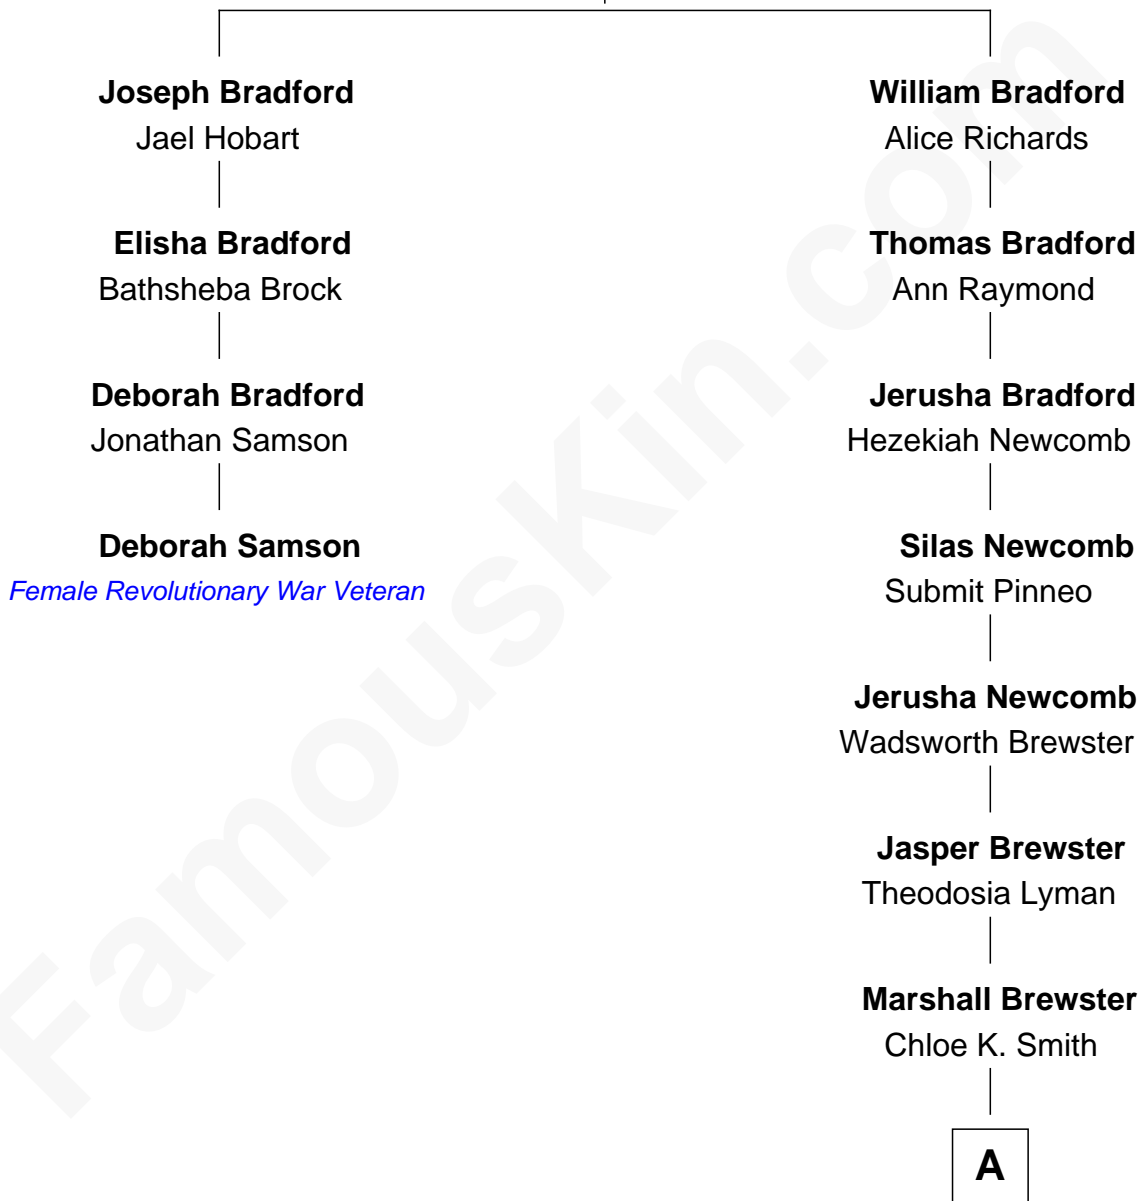 Joseph Bradford
Jael Hobart
William Bradford
Alice Richards
Elisha Bradford
Bathsheba Brock
Thomas Bradford
Ann Raymond
Deborah Bradford
Jonathan Samson
Jerusha Bradford
Hezekiah Newcomb
Deborah Samson
Female Revolutionary War Veteran
Silas Newcomb
Submit Pinneo
Jerusha Newcomb
Wadsworth Brewster
Jasper Brewster
Theodosia Lyman
Marshall Brewster
Chloe K. Smith
A
FamousKin.com